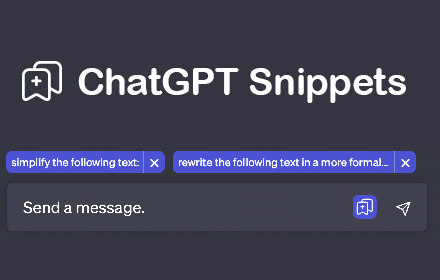 ChatGPT Snippets
simplify the following text:
rewrite the following text in a more formal...
Send a message.